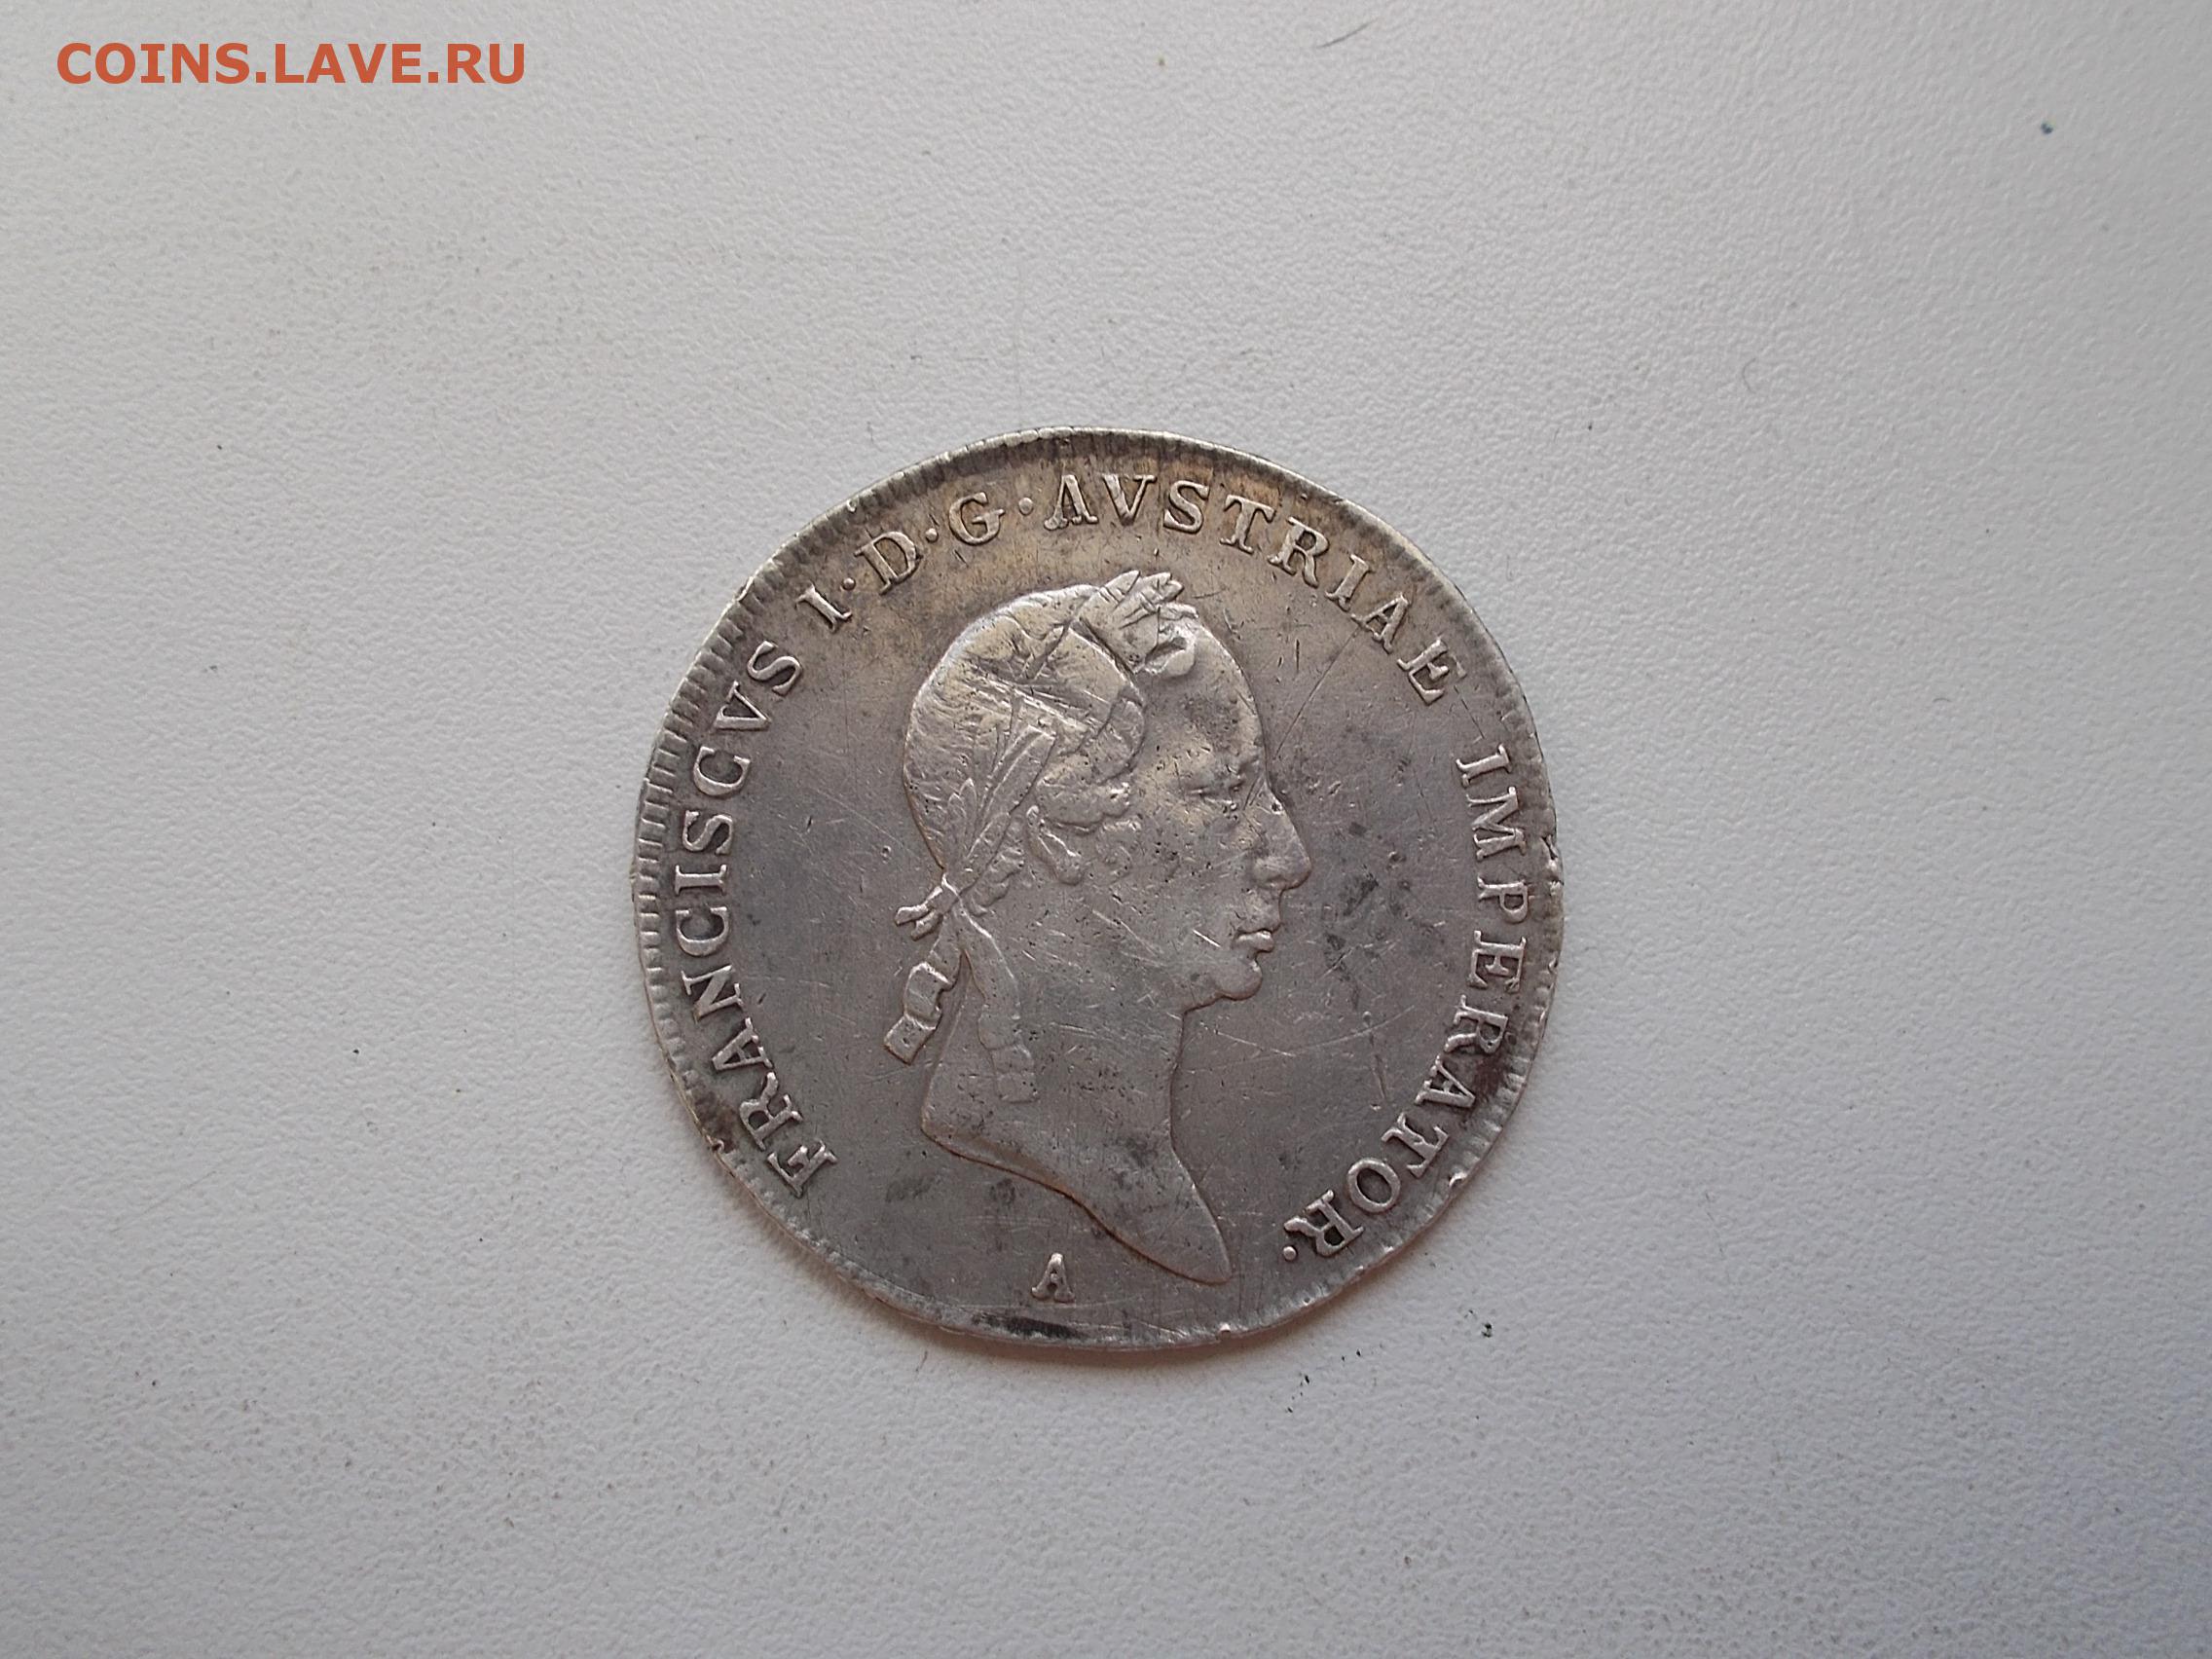 COINS.LAVE.RU
FRANCISCVS I·D·G·AVSTRIAE IMPERATOR·
A